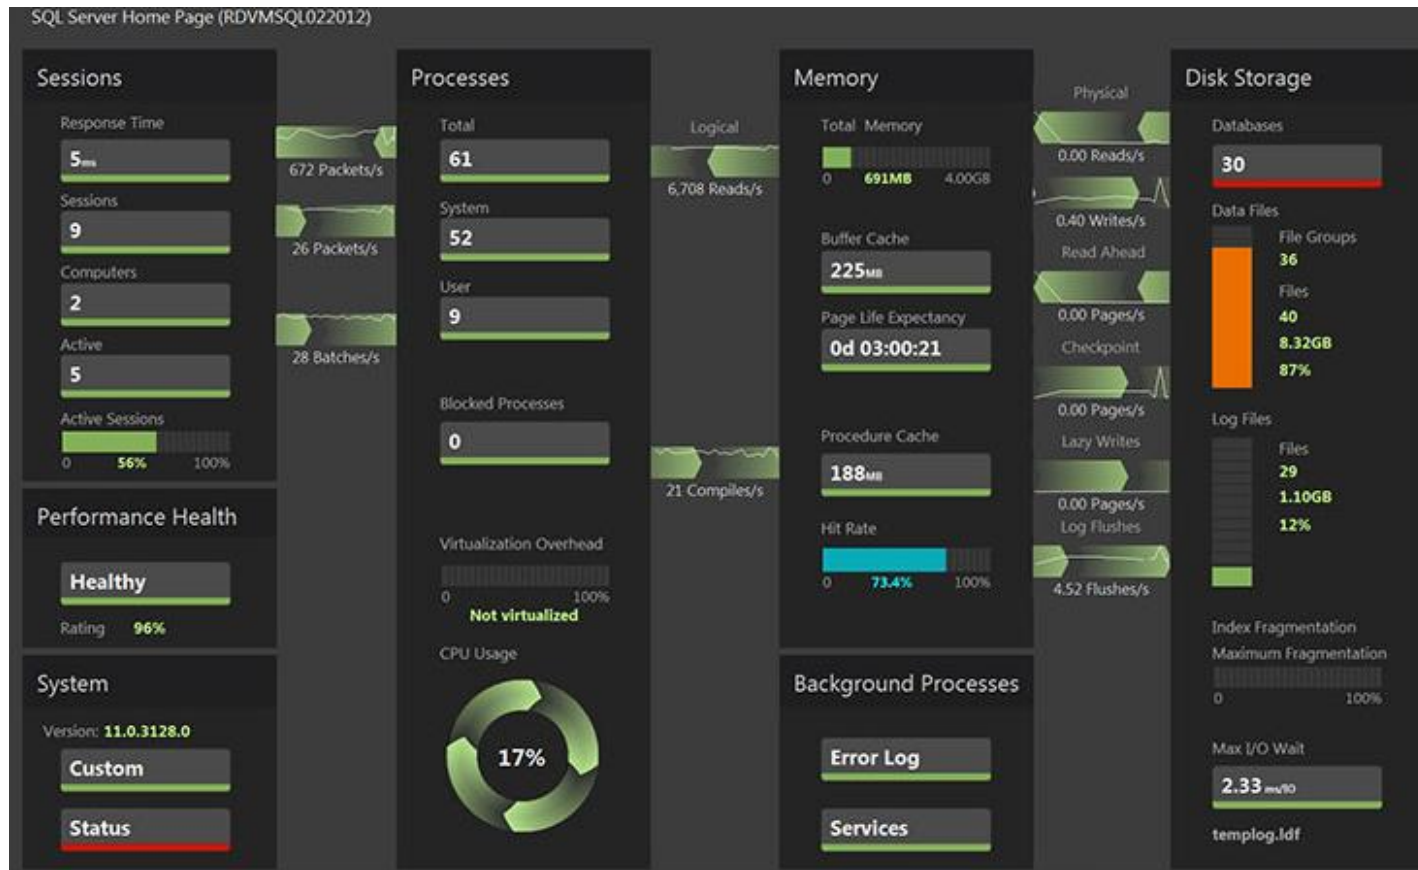 SQL Server Home Page (RDVMSQL022012)
Sessions
Response Time
5ms
Sessions
9
Computers
2
Active
5
Active Sessions
0 56% 100%
Performance Health
Healthy
Rating 96%
System
Version: 11.0.3128.0
Custom
Status
672 Packets/s
26 Packets/s
28 Batches/s
Processes
Total
61
System
52
User
9
Blocked Processes
0
Virtualization Overhead
0 100%
Not virtualized
CPU Usage
17%
Logical
6,708 Reads/s
21 Compiles/s
Memory
Total Memory
0 691MB 4.00GB
Buffer Cache
225MB
Page Life Expectancy
0d 03:00:21
Procedure Cache
188MB
Hit Rate
0 73.4% 100%
Background Processes
Error Log
Services
Physical
0.00 Reads/s
0.40 Writes/s
Read Ahead
0.00 Pages/s
Checkpoint
0.00 Pages/s
Lazy Writes
0.00 Pages/s
Log Flushes
4.52 Flushes/s
Disk Storage
Databases
30
Data Files
File Groups
36
Files
40
8.32GB
87%
Log Files
Files
29
1.10GB
12%
Index Fragmentation
Maximum Fragmentation
0 100%
Max I/O Wait
2.33 ms/IO
templog.ldf